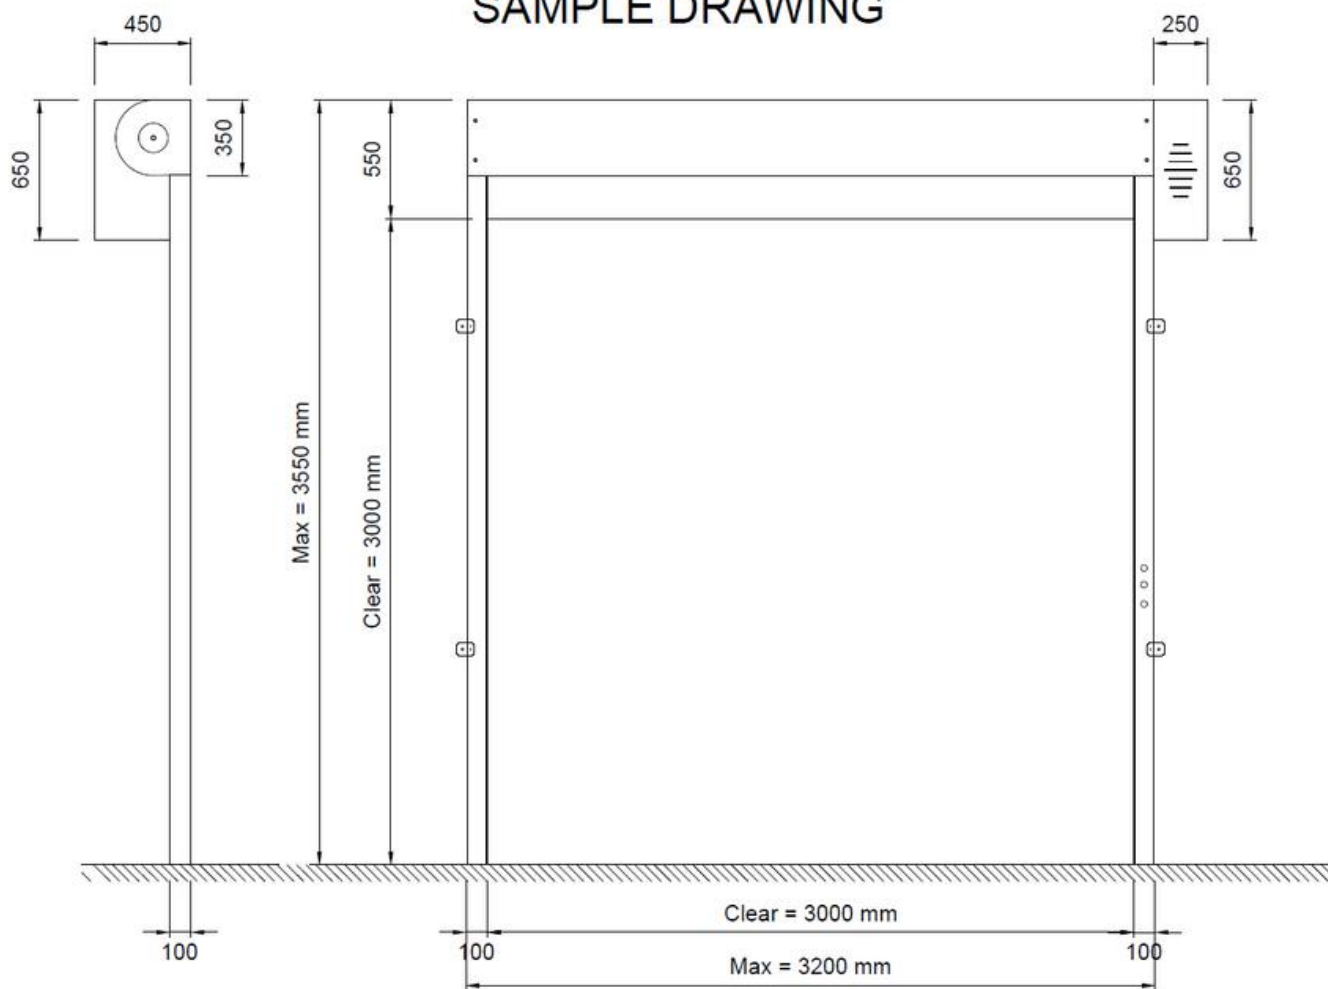 SAMPLE DRAWING
450
250
650
350
550
650
Max = 3550 mm
Clear = 3000 mm
Clear = 3000 mm
100
100
100
Max = 3200 mm